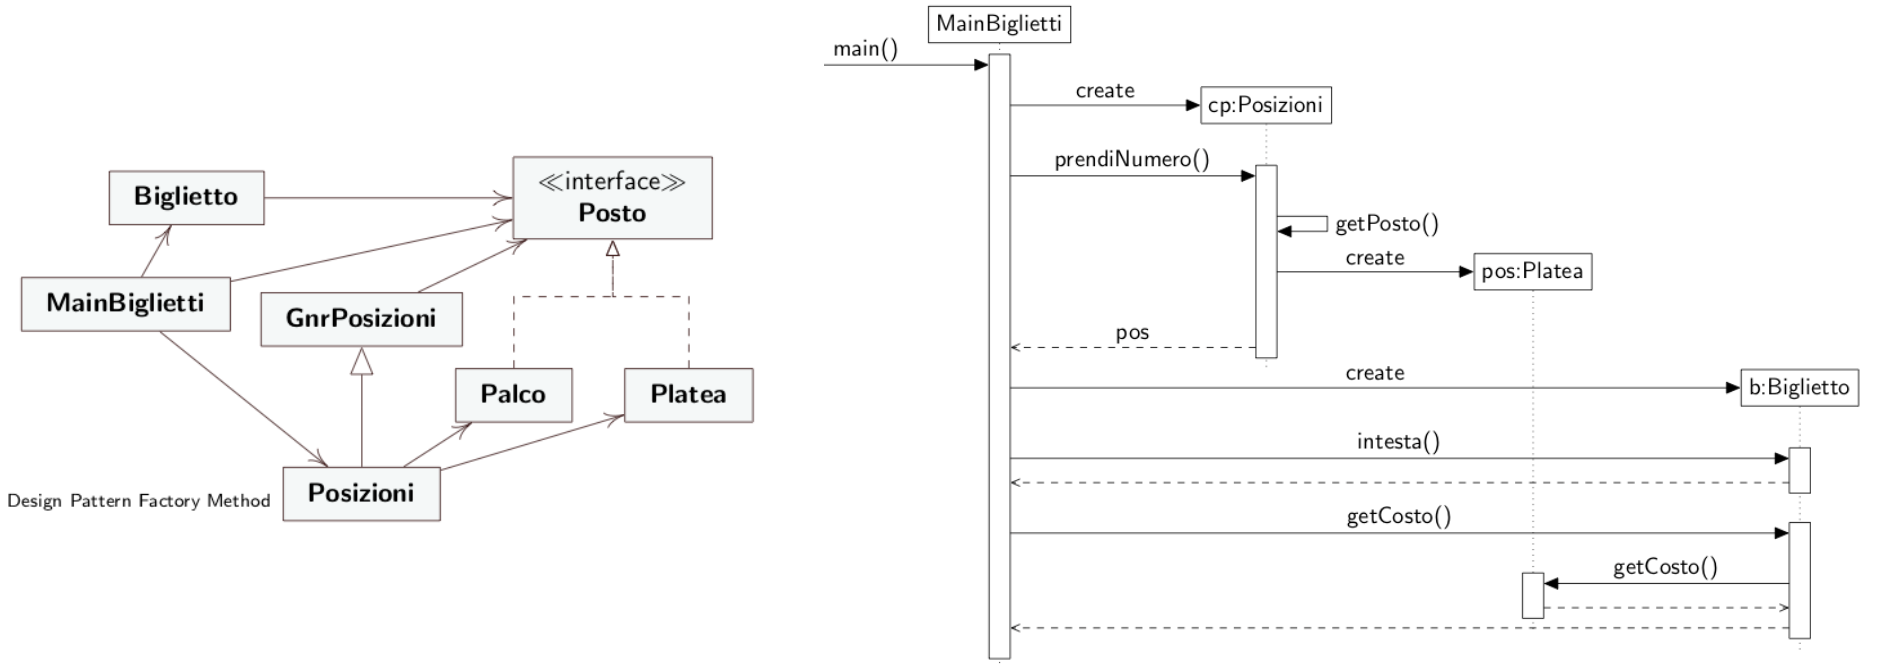 Biglietto
≪interface≫
Posto
MainBiglietti
GnrPosizioni
Palco
Platea
Posizioni
Design Pattern Factory Method
MainBiglietti
main()
create
cp:Posizioni
prendiNumero()
getPosto()
create
pos:Platea
pos
create
b:Biglietto
intesta()
getCosto()
getCosto()